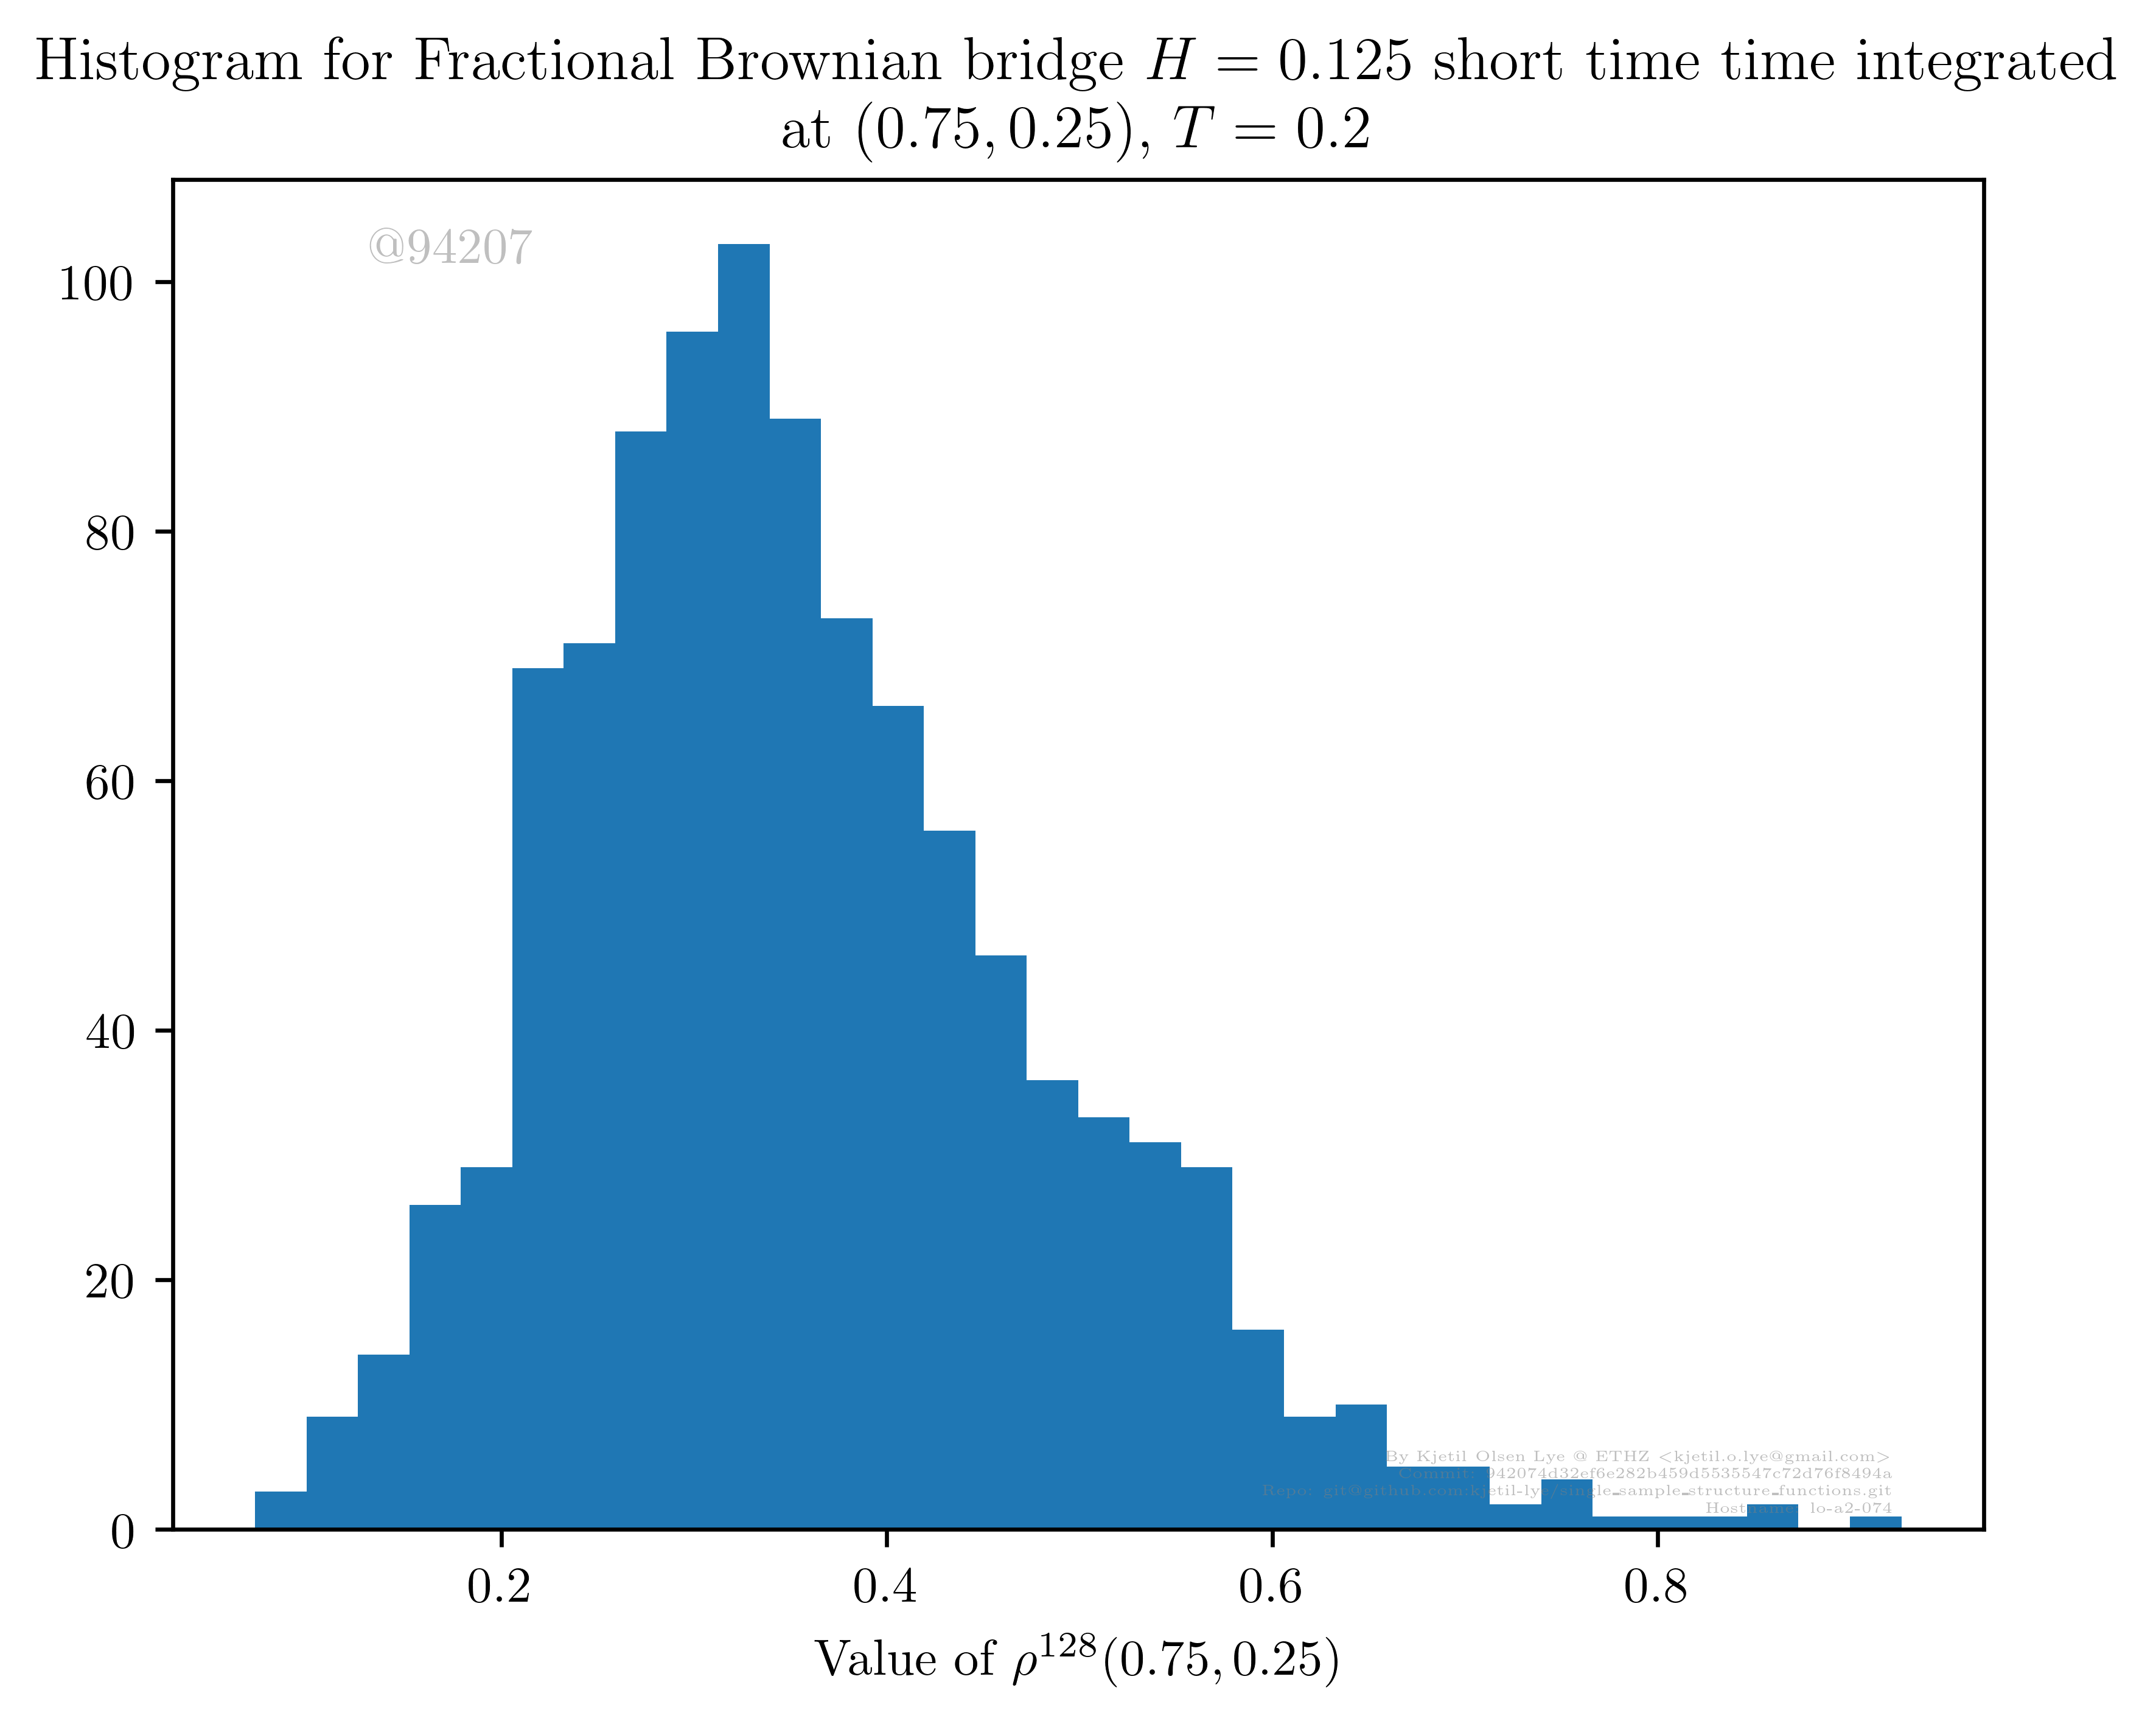 Histogram for Fractional Brownian bridge H = 0.125 short time time integrated
at (0.75, 0.25), T = 0.2
@94207
100
80
60
40
20
0
By Kjetil Olsen Lye @ ETHZ <kjetil.o.lye@gmail.com>
Commit: 942074d32ef6e282b459d5535547c72d76f8494a
Repo: git@github.com:kjetil-lye/single_sample_structure_functions.git
Hostname: lo-a2-074
0.2 0.4 0.6 0.8
Value of ρ¹²⁸(0.75, 0.25)